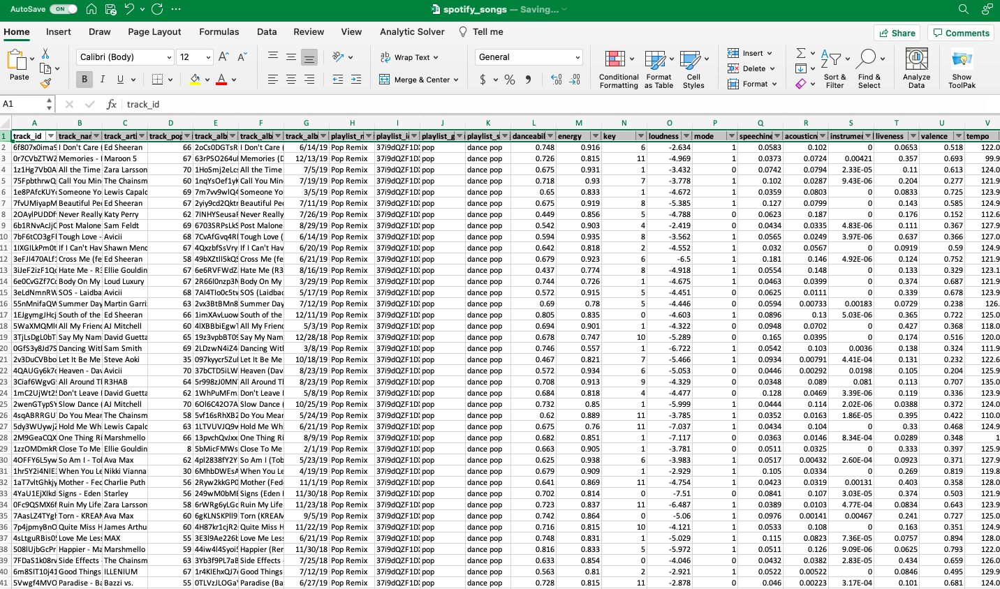 AutoSave ON spotify_songs — Saving...
Home Insert Draw Page Layout Formulas Data Review View Analytic Solver Tell me Share Comments
Paste Calibri (Body) 12 A A Wrap Text General Insert Σ
B I U A Merge & Center $ % Conditional Formatting Format as Table Cell Styles Delete Format Sort & Filter Find & Select Analyze Data Show ToolPak
A1 fx track_id
A B C D E F G H I J K L M N O P Q R S T U V
1 track_id track_nar track_arti track_pop track_alb track_alb track_alb playlist_n playlist_i playlist_g playlist_s danceabil energy key loudness mode speechine acousticn instrumen liveness valence tempo
2 6f807x0ima9 I Don't Care ( Ed Sheeran 66 2oCs0DGTsR I Don't Care ( 6/14/19 Pop Remix 37i9dQZF1D pop dance pop 0.748 0.916 6 -2.634 1 0.0583 0.102 0 0.0653 0.518 122.0
3 0r7CVbZTWZ Memories - Maroon 5 67 63rPSO264u Memories (D 12/13/19 Pop Remix 37i9dQZF1D pop dance pop 0.726 0.815 11 -4.969 1 0.0373 0.0724 0.00421 0.357 0.693 99.9
4 1z1Hg7Vb0A All the Time Zara Larsson 70 1HoSmj2eLc All the Time 7/5/19 Pop Remix 37i9dQZF1D pop dance pop 0.675 0.931 1 -3.432 0 0.0742 0.0794 2.33E-05 0.11 0.613 124.0
5 75FpbthrwQ Call You Min The Chainsm 60 1nqYsOef1y Call You Min 7/19/19 Pop Remix 37i9dQZF1D pop dance pop 0.718 0.93 7 -3.778 1 0.102 0.0287 9.43E-06 0.204 0.277 121.9
6 1e8PAfcKUY Someone Yo Lewis Capald 69 7m7vv9wlQ4 Someone Yo 3/5/19 Pop Remix 37i9dQZF1D pop dance pop 0.65 0.833 1 -4.672 1 0.0359 0.0803 0 0.0833 0.725 123.9
7 7fvUMiyapM Beautiful Pe Ed Sheeran 67 2yiy9cd2Qktr Beautiful Pe 7/11/19 Pop Remix 37i9dQZF1D pop dance pop 0.675 0.919 8 -5.385 1 0.127 0.0799 0 0.143 0.585 124.9
8 2OAylPUDDf Never Really Katy Perry 62 7INHYSeusaF Never Really 7/26/19 Pop Remix 37i9dQZF1D pop dance pop 0.449 0.856 5 -4.788 0 0.0623 0.187 0 0.176 0.152 112.6
9 6b1RNvAcJjC Post Malone Sam Feldt 69 6703SRPsLkS Post Malone 8/29/19 Pop Remix 37i9dQZF1D pop dance pop 0.542 0.903 4 -2.419 0 0.0434 0.0335 4.83E-06 0.111 0.367 127.9
10 7bF6tCO3gFl Tough Love - Avicii 68 7CvAfGvq4Rl Tough Love ( 6/14/19 Pop Remix 37i9dQZF1D pop dance pop 0.594 0.935 8 -3.562 1 0.0565 0.0249 3.97E-06 0.637 0.366 127.0
11 1IXGILkPm0t If I Can't Hav Shawn Menc 67 4QxzbfSsVry If I Can't Hav 6/20/19 Pop Remix 37i9dQZF1D pop dance pop 0.642 0.818 2 -4.552 1 0.032 0.0567 0 0.0919 0.59 124.9
12 3eFJI470ALf1 Cross Me (fe Ed Sheeran 58 49bXZtlI5kQ Cross Me (fe 6/21/19 Pop Remix 37i9dQZF1D pop dance pop 0.679 0.923 6 -6.5 1 0.181 0.146 4.92E-06 0.124 0.752 121.9
13 3iJeF2izF1Qc Hate Me - R3 Ellie Gouldin 67 6e6RVFWdZ Hate Me (R3 8/16/19 Pop Remix 37i9dQZF1D pop dance pop 0.437 0.774 8 -4.918 1 0.0554 0.148 0 0.133 0.329 123.1
14 6e0CvGZf7Cc Body On My Loud Luxury 67 2R66l0nzp3N Body On My 3/29/19 Pop Remix 37i9dQZF1D pop dance pop 0.744 0.726 1 -4.675 1 0.0463 0.0399 0 0.374 0.687 121.9
15 3eLdNmnRW SOS - Laidba Avicii 68 7Al4TIo0c5tv SOS (Laidbac 5/17/19 Pop Remix 37i9dQZF1D pop dance pop 0.572 0.915 5 -4.451 0 0.0625 0.0111 0 0.339 0.678 123.9
16 55nMnifaQW Summer Day Martin Garri 63 2vx3BtBMn8 Summer Day 7/12/19 Pop Remix 37i9dQZF1D pop dance pop 0.69 0.78 5 -4.446 0 0.0594 0.00733 0.00183 0.0729 0.238 126.
17 1EJgymgJHcj South of the Ed Sheeran 66 1imXAvLuow South of the 12/11/19 Pop Remix 37i9dQZF1D pop dance pop 0.805 0.835 0 -4.603 1 0.0896 0.13 5.03E-06 0.365 0.722 125.0
18 5WaXMQMI All My Frienc AJ Mitchell 60 4lXBBbiEgw All My Frienc 5/3/19 Pop Remix 37i9dQZF1D pop dance pop 0.694 0.901 1 -4.322 0 0.0948 0.0702 0 0.427 0.368 118.0
19 3TjLsDgL0bT Say My Nam David Guetta 65 19z3vpbBT0 Say My Nam 12/28/18 Pop Remix 37i9dQZF1D pop dance pop 0.678 0.747 10 -5.289 0 0.165 0.0395 0 0.174 0.516 120.0
20 0GfS3y8Jd7S Dancing Witl Sam Smith 69 2LDzwN4iZ4 Dancing Witl 3/8/19 Pop Remix 37i9dQZF1D pop dance pop 0.746 0.557 1 -6.722 1 0.0542 0.103 0.0036 0.138 0.324 111.9
21 2v3DuCVBbo Let It Be Me Steve Aoki 35 097kyycr5Zul Let It Be Me 10/18/19 Pop Remix 37i9dQZF1D pop dance pop 0.467 0.821 7 -5.466 1 0.0934 0.00791 4.41E-04 0.131 0.232 122.6
22 4QAUGy6k7c Heaven - Dav Avicii 70 37bCTD5iLW Heaven (Dav 8/23/19 Pop Remix 37i9dQZF1D pop dance pop 0.572 0.934 6 -5.053 0 0.0446 0.00292 0.0198 0.105 0.204 125.9
23 3Ciaf6WgvG All Around Tl R3HAB 64 5r998zJ0MN All Around Tl 8/23/19 Pop Remix 37i9dQZF1D pop dance pop 0.708 0.913 9 -4.329 0 0.0348 0.089 0.081 0.113 0.707 135.0
24 1mC2UjWt2 Don't Leave David Guetta 62 1WhPuMFm Don't Leave 5/8/19 Pop Remix 37i9dQZF1D pop dance pop 0.684 0.818 4 -4.477 0 0.128 0.0469 3.39E-06 0.119 0.336 123.9
25 2wenGTypSY Slow Dance ( AJ Mitchell 70 6Ol6C42O7A Slow Dance ( 10/25/19 Pop Remix 37i9dQZF1D pop dance pop 0.732 0.85 1 -5.999 1 0.0444 0.114 2.02E-06 0.0388 0.372 124.0
26 4sqABRRGU Do You Mear The Chainsm 58 5vf16sRhXB2 Do You Mear 5/24/19 Pop Remix 37i9dQZF1D pop dance pop 0.62 0.889 11 -3.785 1 0.0352 0.0163 1.86E-05 0.395 0.422 110.0
27 5dy3WUywjZ Hold Me Wh Lewis Capald 63 1LTVUVJQ9v Hold Me Wh 6/21/19 Pop Remix 37i9dQZF1D pop dance pop 0.675 0.76 11 -7.037 1 0.0434 0.104 0 0.33 0.468 124.9
28 2M9GeaCQX One Thing Ri Marshmello 66 13pvchQvJxx One Thing Ri 8/9/19 Pop Remix 37i9dQZF1D pop dance pop 0.682 0.851 1 -7.117 0 0.0363 0.0146 8.34E-04 0.0289 0.348 1
29 1zzOMDmkR Close To Me Ellie Gouldin 8 5bMicFMWs Close To Me 2/1/19 Pop Remix 37i9dQZF1D pop dance pop 0.663 0.905 1 -3.781 0 0.0511 0.0325 0 0.333 0.397 125.9
30 4OFFY6L5yw So Am I - Tol Ava Max 62 4pl2838fY2Y So Am I (Tob 5/23/19 Pop Remix 37i9dQZF1D pop dance pop 0.625 0.938 6 -3.983 1 0.0517 0.00432 2.60E-04 0.0923 0.371 127.9
31 1hr5Y2i4NlE When You Le Nikki Vianna 30 6MhbDWEsA When You Le 4/19/19 Pop Remix 37i9dQZF1D pop dance pop 0.679 0.909 1 -2.929 1 0.105 0.0334 0 0.269 0.819 119.8
32 1aT7vltGhkjy Mother - Fec Charlie Puth 56 2Ryw2kkGP0 Mother (Fed 11/1/19 Pop Remix 37i9dQZF1D pop dance pop 0.641 0.869 11 -4.754 1 0.0423 0.0319 0.00131 0.403 0.358 128.0
33 4YaU1EjXlkd Signs - Eden Starley 56 249wM0bMl Signs (Eden 11/30/18 Pop Remix 37i9dQZF1D pop dance pop 0.702 0.814 0 -7.51 0 0.0841 0.107 3.03E-05 0.374 0.503 121.9
34 0Fc9QSMX6f Ruin My Life Zara Larsson 58 6rWRg6yLGc Ruin My Life 11/23/18 Pop Remix 37i9dQZF1D pop dance pop 0.723 0.837 11 -6.487 1 0.0389 0.0103 4.77E-04 0.0834 0.643 123.9
35 7AasLZ4TYgl Torn - KREAN Ava Max 60 6gKLNSKPll9 Torn (KREAM 9/5/19 Pop Remix 37i9dQZF1D pop dance pop 0.742 0.864 0 -5.06 0 0.0976 0.00141 0.00467 0.241 0.727 125.0
36 7p4jpmyBnO Quite Miss H James Arthu 60 4H87kr1cjR2 Quite Miss H 11/22/19 Pop Remix 37i9dQZF1D pop dance pop 0.716 0.815 10 -4.121 1 0.0533 0.108 0 0.163 0.351 124.9
37 4sLtguRBis0 Love Me Less MAX 55 3E3l9Ae226b Love Me Less 6/21/19 Pop Remix 37i9dQZF1D pop dance pop 0.748 0.831 1 -5.029 1 0.115 0.0823 7.36E-05 0.0757 0.894 128.0
38 508lUjbGcPr Happier - Ma Marshmello 59 44iw4l4Syoi Happier (Rer 11/30/18 Pop Remix 37i9dQZF1D pop dance pop 0.816 0.833 5 -5.972 1 0.0511 0.126 9.09E-06 0.0625 0.793 122.0
39 7FDaS1k08rv Side Effects The Chainsm 63 3Yb3f9PL7aE Side Effects 7/25/18 Pop Remix 37i9dQZF1D pop dance pop 0.633 0.854 0 -4.046 0 0.0432 0.0382 2.83E-05 0.434 0.659 126.0
40 6m8SIT10j41 Good Things ILLENIUM 67 1r4KIEhxQJ7 Good Things 7/12/19 Pop Remix 37i9dQZF1D pop dance pop 0.563 0.81 2 -2.921 1 0.0522 0.00522 0 0.0846 0.495 129.9
41 5Vwgf4MVO Paradise - Ba Bazzi vs. 55 0TLVzJLOGa Paradise (Ba 6/27/19 Pop Remix 37i9dQZF1D pop dance pop 0.728 0.815 11 -2.878 0 0.046 0.00223 3.17E-04 0.101 0.681 124.0